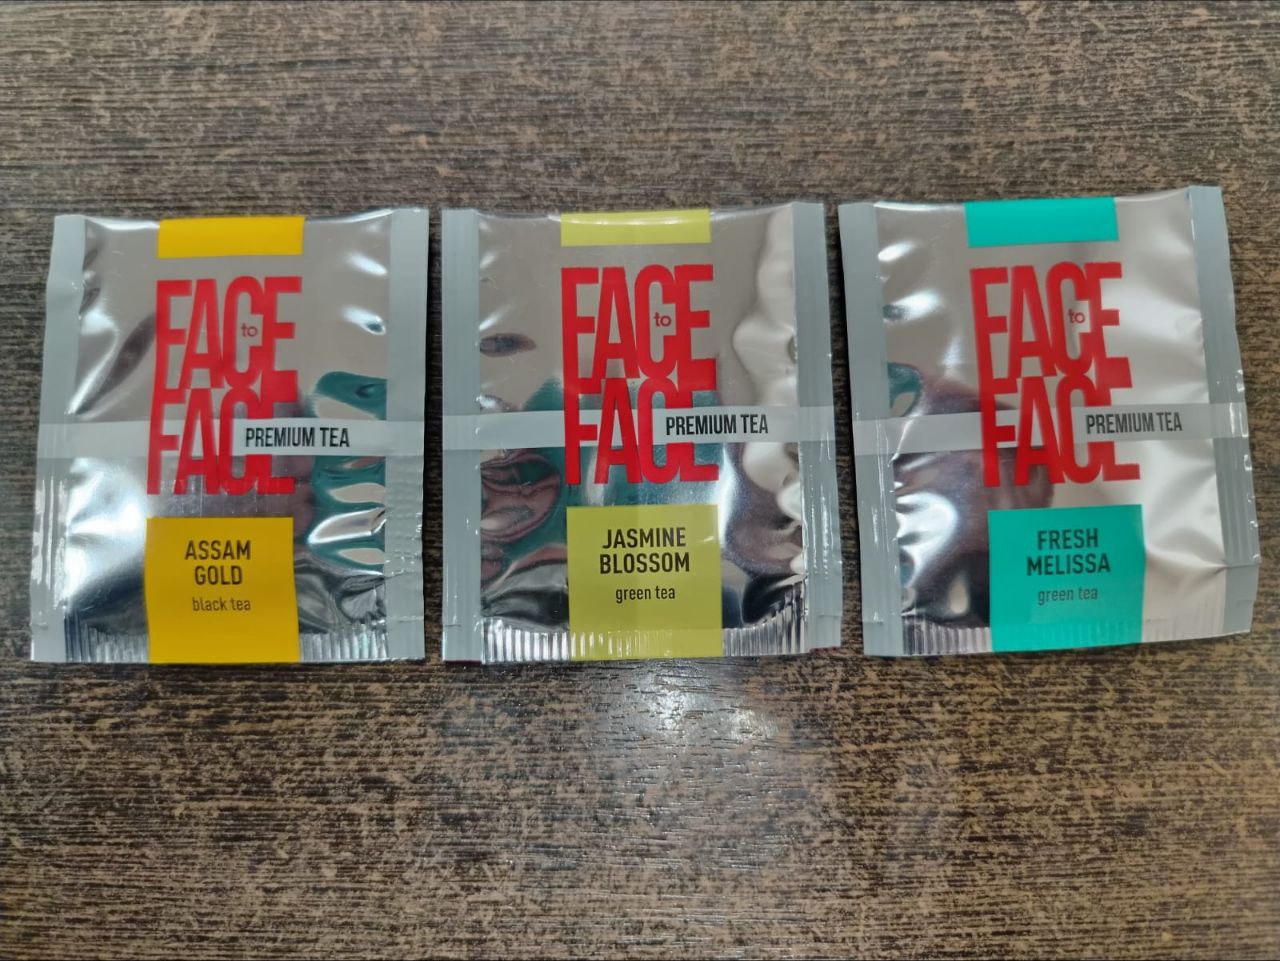 FACE
to
FACE
PREMIUM TEA
ASSAM
GOLD
black tea
FACE
to
FACE
PREMIUM TEA
JASMINE
BLOSSOM
green tea
FACE
to
FACE
PREMIUM TEA
FRESH
MELISSA
green tea